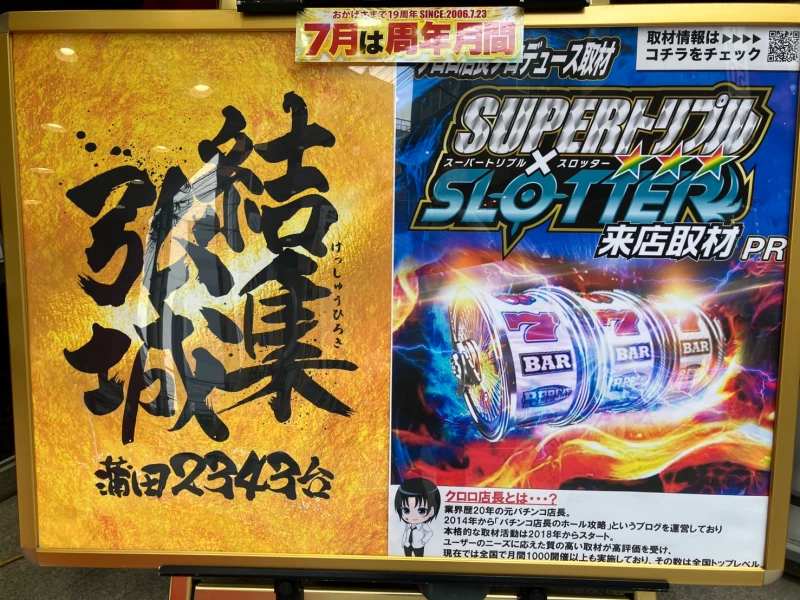 おかげさまで19周年 SINCE:2006.7.23
7月は周年月間
結集
引城
けっしゅうひろき
蒲田2343台
取材情報は▶▶▶▶
コチラをチェック
クロロ店長プロデュース取材
SUPERトリプル
スーパートリプル×スロッター
SLOTTER
来店取材 PR
7 7 7
BAR BAR BAR
クロロ店長とは・・・?
業界歴20年の元パチンコ店長。
2014年から「パチンコ店長のホール攻略」というブログを運営しており
本格的な取材活動は2018年からスタート。
ユーザーのニーズに応えた質の高い取材が高評価を受け、
現在では全国で月間1000開催以上も実施しており、その数は全国トップレベル